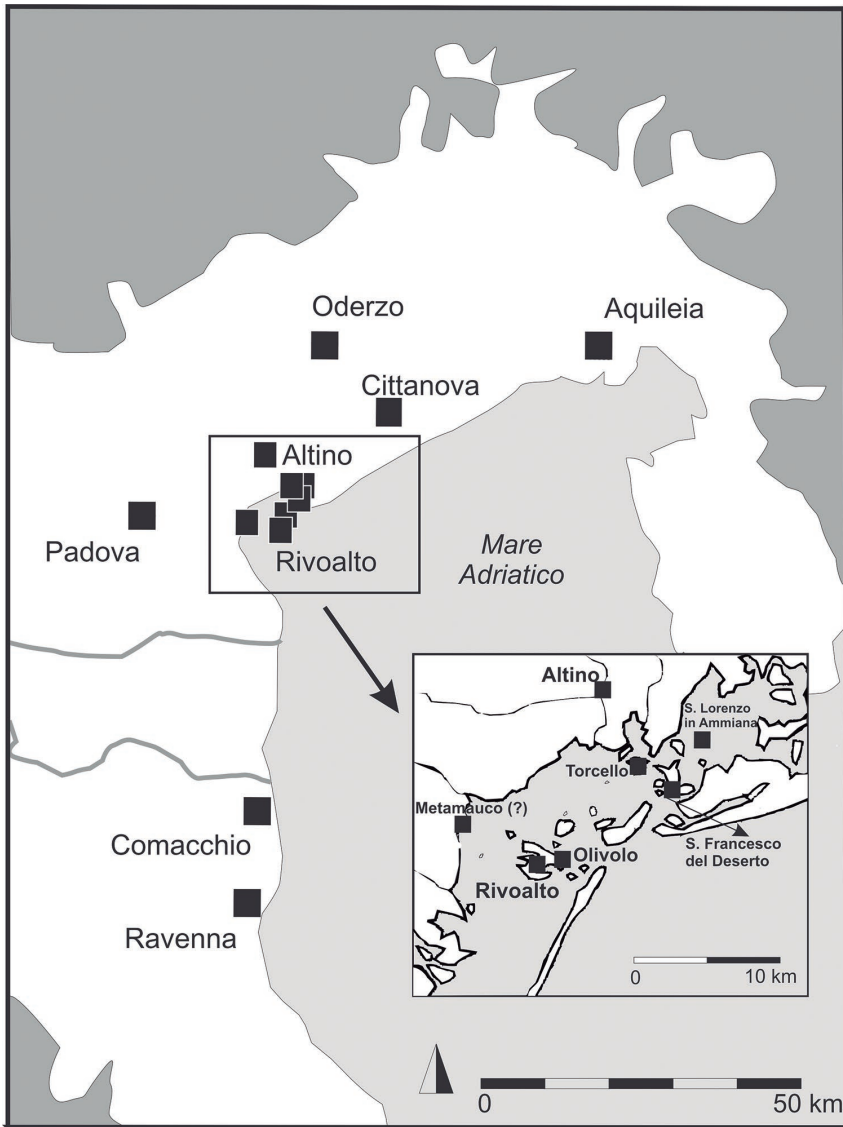 Oderzo
Aquileia
Cittanova
Altino
Padova
Rivoalto
Mare
Adriatico
Altino
S. Lorenzo
in Ammiana
Torcello
Metamauco (?)
S. Francesco
del Deserto
Olivolo
Rivoalto
0
10 km
Comacchio
Ravenna
0
50 km